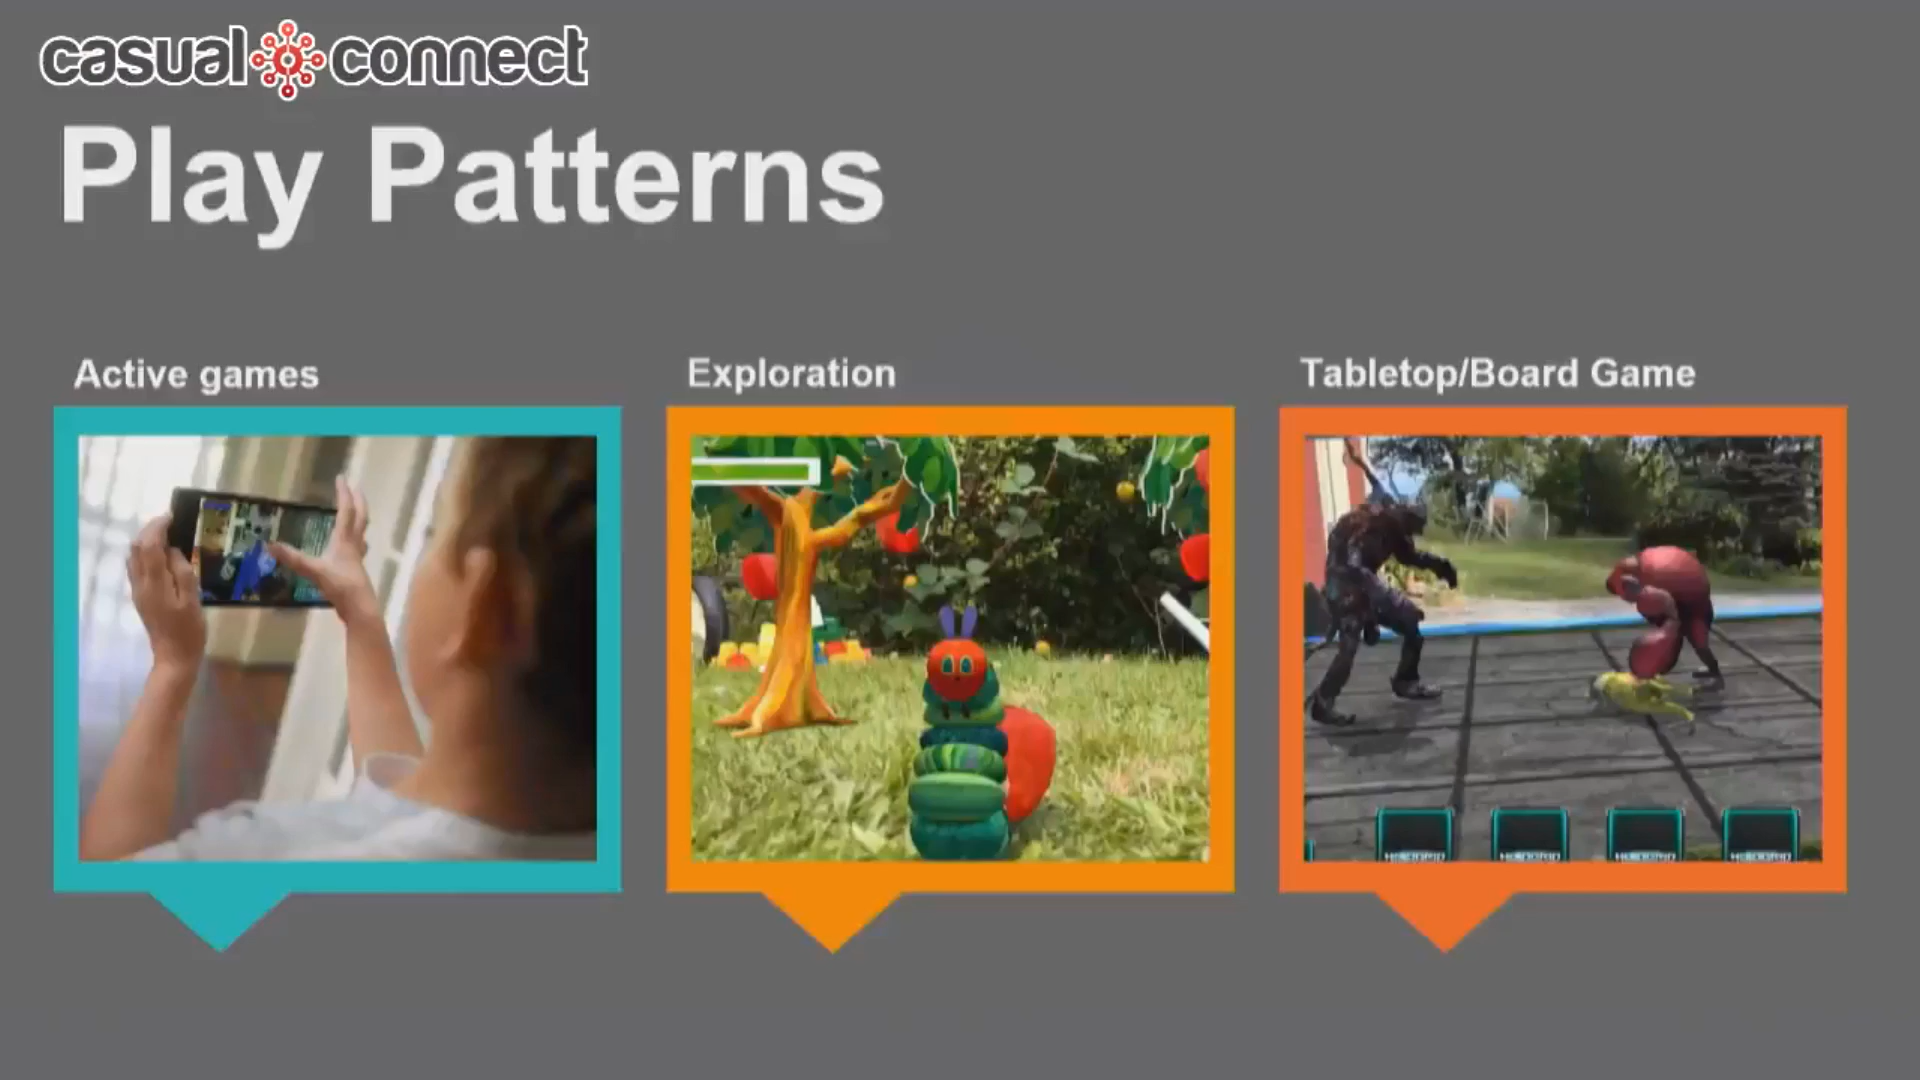 casual connect
Play Patterns
Active games
Exploration
Tabletop/Board Game